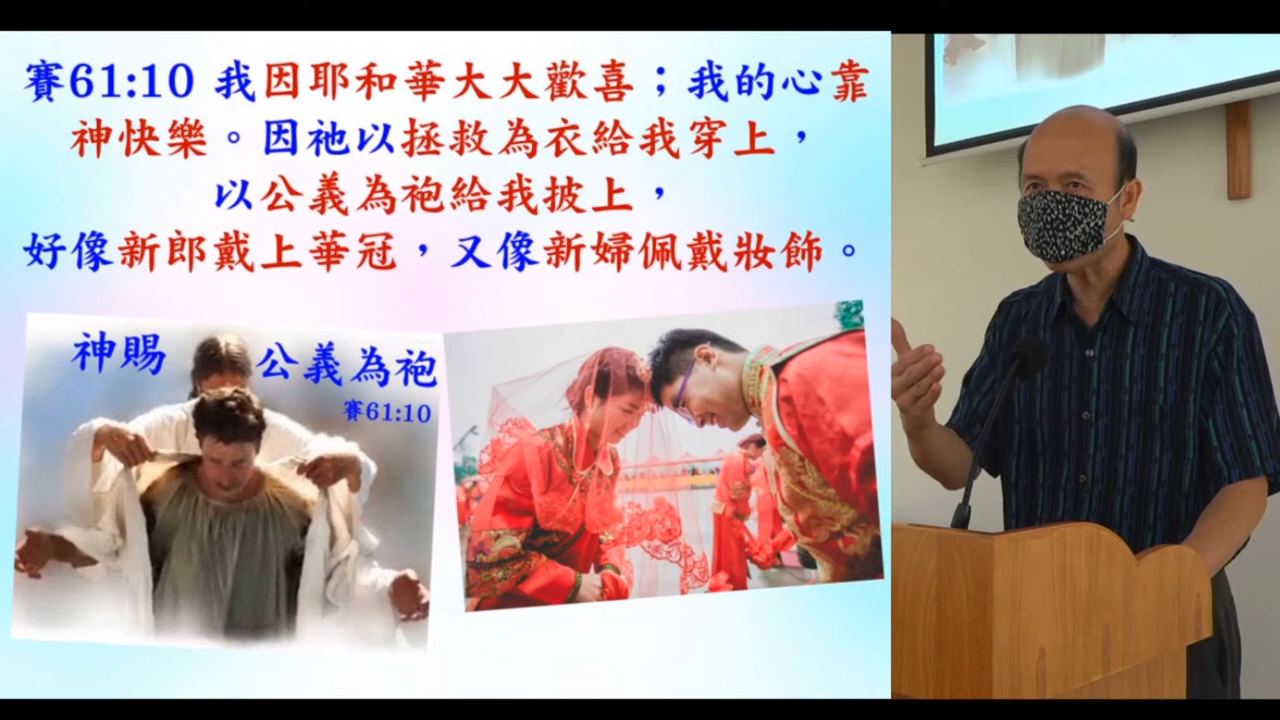 賽61:10 我因耶和華大大歡喜；我的心靠
神快樂。因祂以拯救為衣給我穿上，
以公義為袍給我披上，
好像新郎戴上華冠，又像新婦佩戴妝飾。
神賜 公義為袍
賽61:10